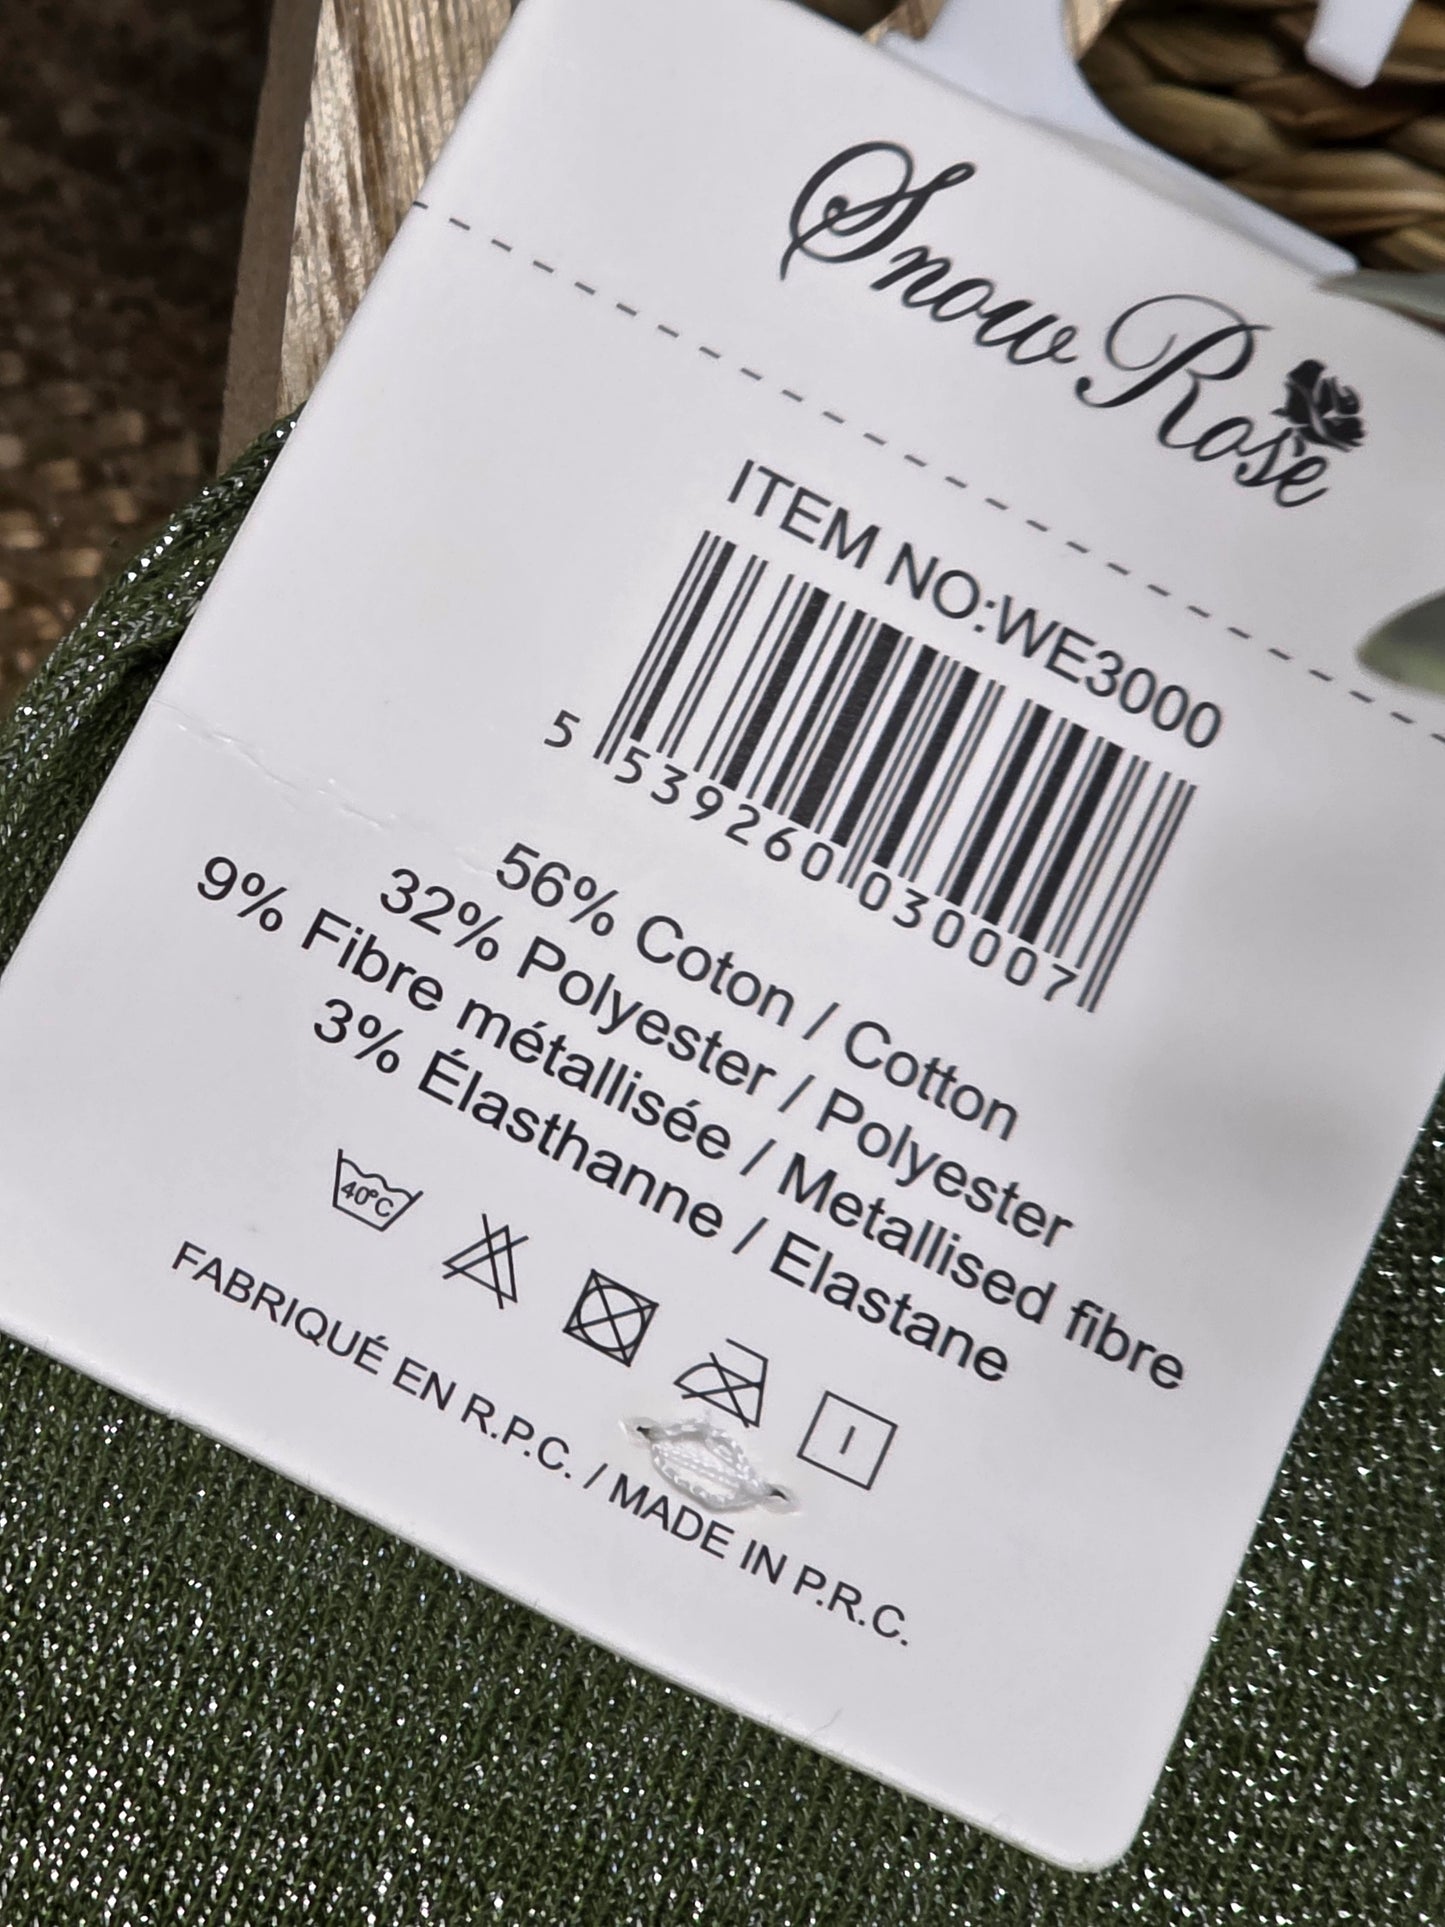 Snow Rose
ITEM NO:WE3000
5 539260 030007
56% Coton / Cotton
32% Polyester / Polyester
9% Fibre métallisée / Metallised fibre
3% Élasthanne / Elastane
40°C
FABRIQUÉ EN R.P.C. / MADE IN P.R.C.